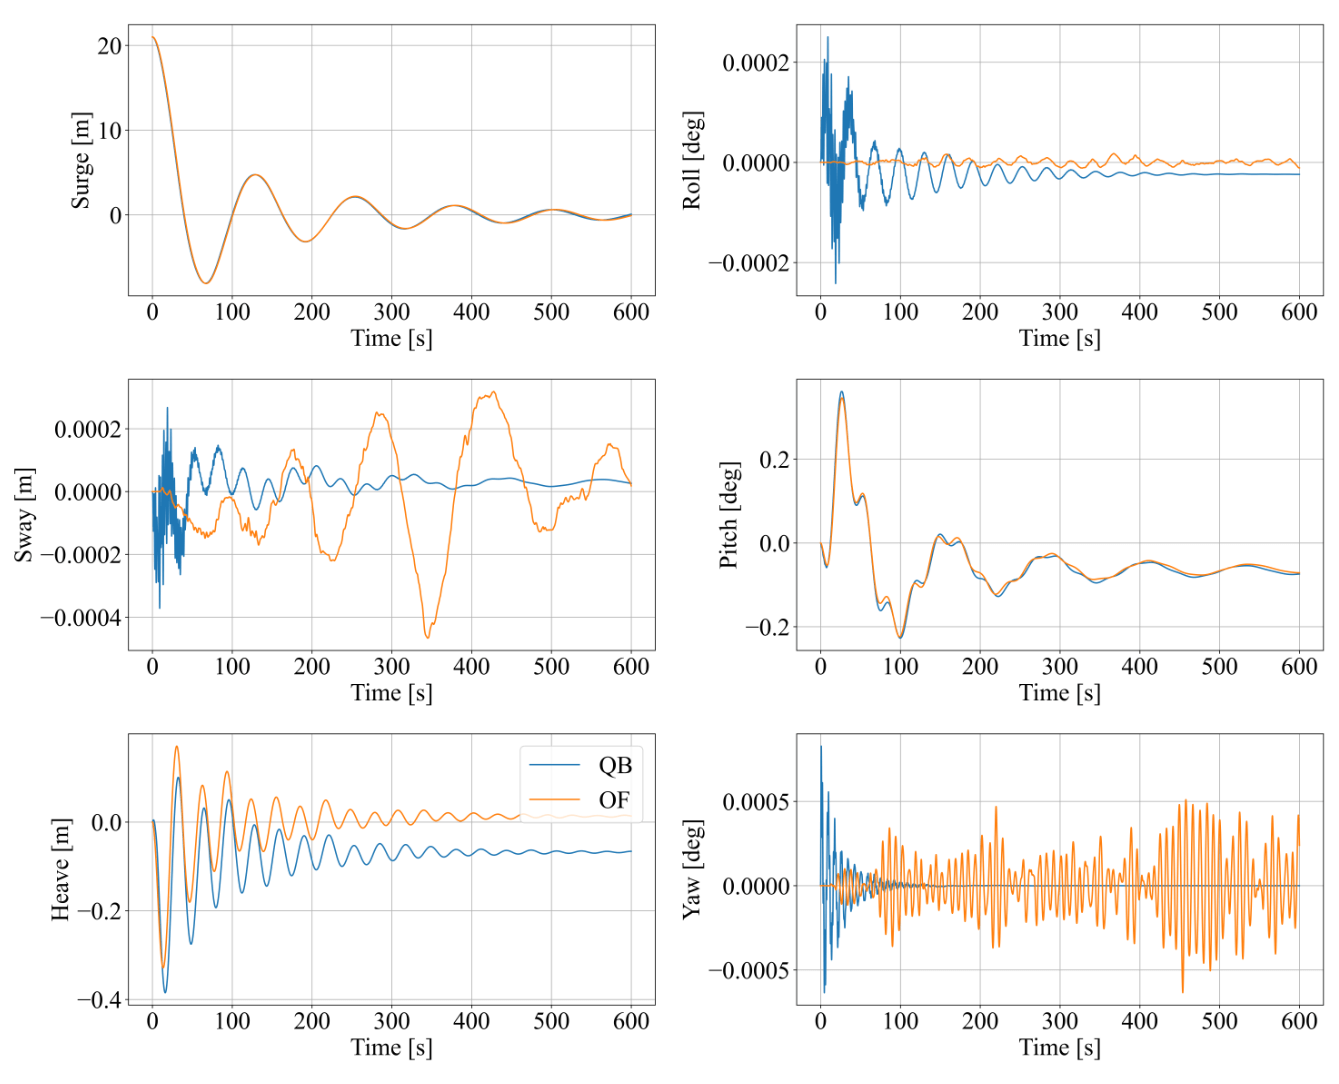 Surge [m]
20
10
0
0 100 200 300 400 500 600
Time [s]
Roll [deg]
0.0002
0.0000
−0.0002
0 100 200 300 400 500 600
Time [s]
Sway [m]
0.0002
0.0000
−0.0002
−0.0004
0 100 200 300 400 500 600
Time [s]
Pitch [deg]
0.2
0.0
−0.2
0 100 200 300 400 500 600
Time [s]
Heave [m]
0.0
−0.2
−0.4
QB
OF
0 100 200 300 400 500 600
Time [s]
Yaw [deg]
0.0005
0.0000
−0.0005
0 100 200 300 400 500 600
Time [s]